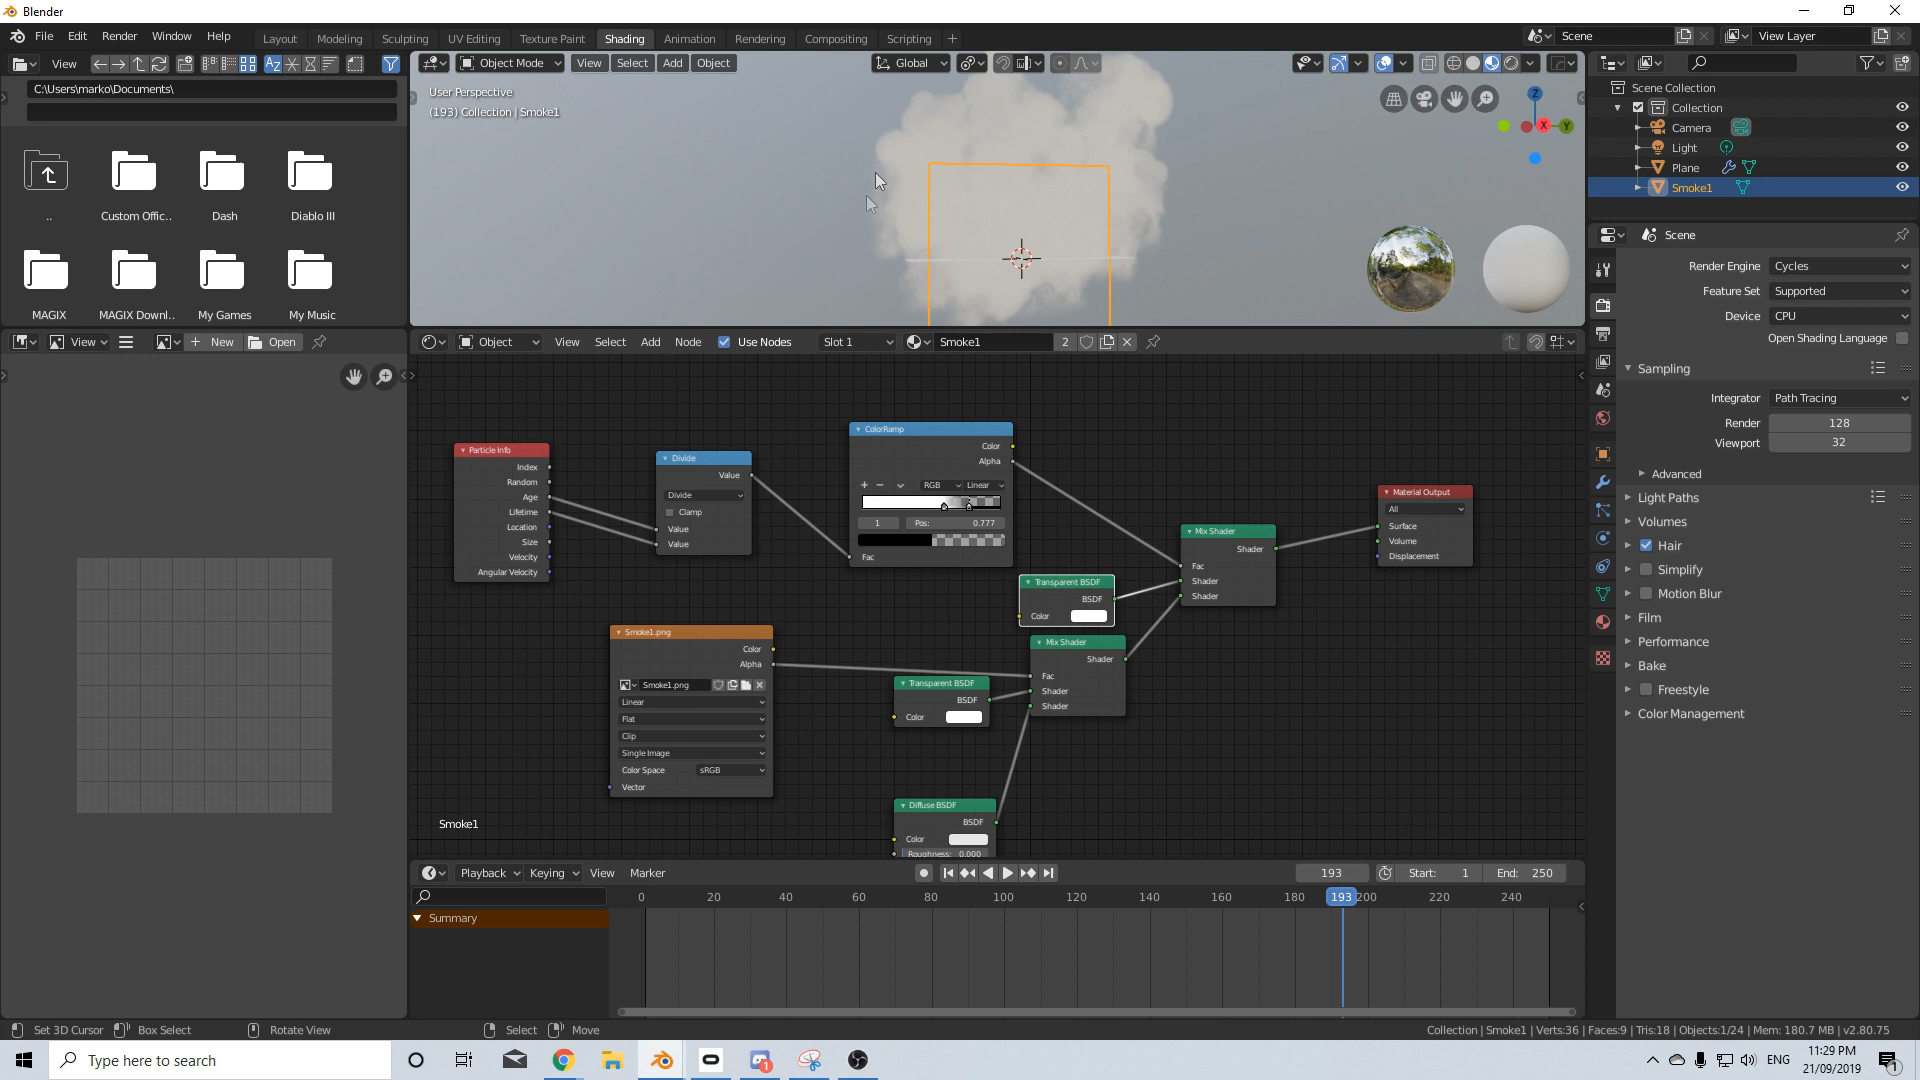 Blender
File Edit Render Window Help
Layout Modeling Sculpting UV Editing Texture Paint Shading Animation Rendering Compositing Scripting
Scene
View Layer
View
C:\Users\marko\Documents\
..
Custom Offic..
Dash
Diablo III
MAGIX
MAGIX Downl..
My Games
My Music
Object Mode View Select Add Object
Global
User Perspective
(193) Collection | Smoke1
Z
X
Y
Scene Collection
Collection
Camera
Light
Plane
Smoke1
Scene
Render Engine Cycles
Feature Set Supported
Device CPU
Open Shading Language
Sampling
Integrator Path Tracing
Render 128
Viewport 32
Advanced
Light Paths
Volumes
Hair
Simplify
Motion Blur
Film
Performance
Bake
Freestyle
Color Management
View
New
Open
Object View Select Add Node Use Nodes Slot 1 Smoke1 2
Particle Info
Index
Random
Age
Lifetime
Location
Size
Velocity
Angular Velocity
Divide
Value
Divide
Clamp
Value
Value
ColorRamp
Color
Alpha
RGB Linear
1 Pos: 0.777
Fac
Transparent BSDF
BSDF
Color
Mix Shader
Shader
Fac
Shader
Shader
Material Output
All
Surface
Volume
Displacement
Smoke1.png
Color
Alpha
Smoke1.png
Linear
Flat
Clip
Single Image
Color Space sRGB
Vector
Transparent BSDF
BSDF
Color
Mix Shader
Shader
Fac
Shader
Shader
Diffuse BSDF
BSDF
Color
Roughness: 0.000
Smoke1
Playback Keying View Marker
193 Start: 1 End: 250
0 20 40 60 80 100 120 140 160 180 193 200 220 240
Summary
Set 3D Cursor Box Select Rotate View Select Move
Collection | Smoke1 | Verts:36 | Faces:9 | Tris:18 | Objects:1/24 | Mem: 180.7 MB | v2.80.75
Type here to search
1
ENG
11:29 PM
21/09/2019
1